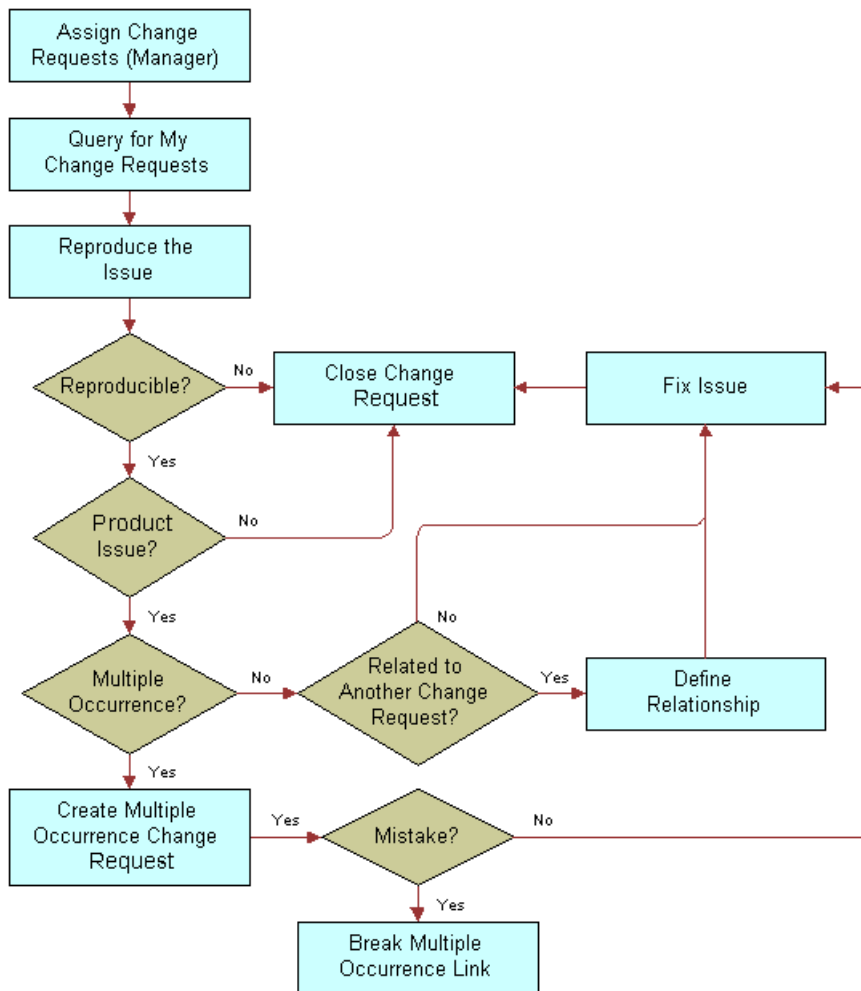 Assign Change
Requests (Manager)
Query for My
Change Requests
Reproduce the
Issue
Reproducible?
No
Close Change
Request
Fix Issue
Yes
Product
Issue?
No
Yes
No
Multiple
Occurrence?
No
Related to
Another Change
Request?
Yes
Define
Relationship
Yes
Create Multiple
Occurrence Change
Request
Yes
Mistake?
No
Yes
Break Multiple
Occurrence Link